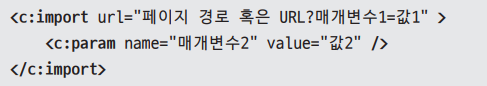 <c:import url="페이지 경로 혹은 URL?매개변수1=값1" >
    <c:param name="매개변수2" value="값2" />
</c:import>